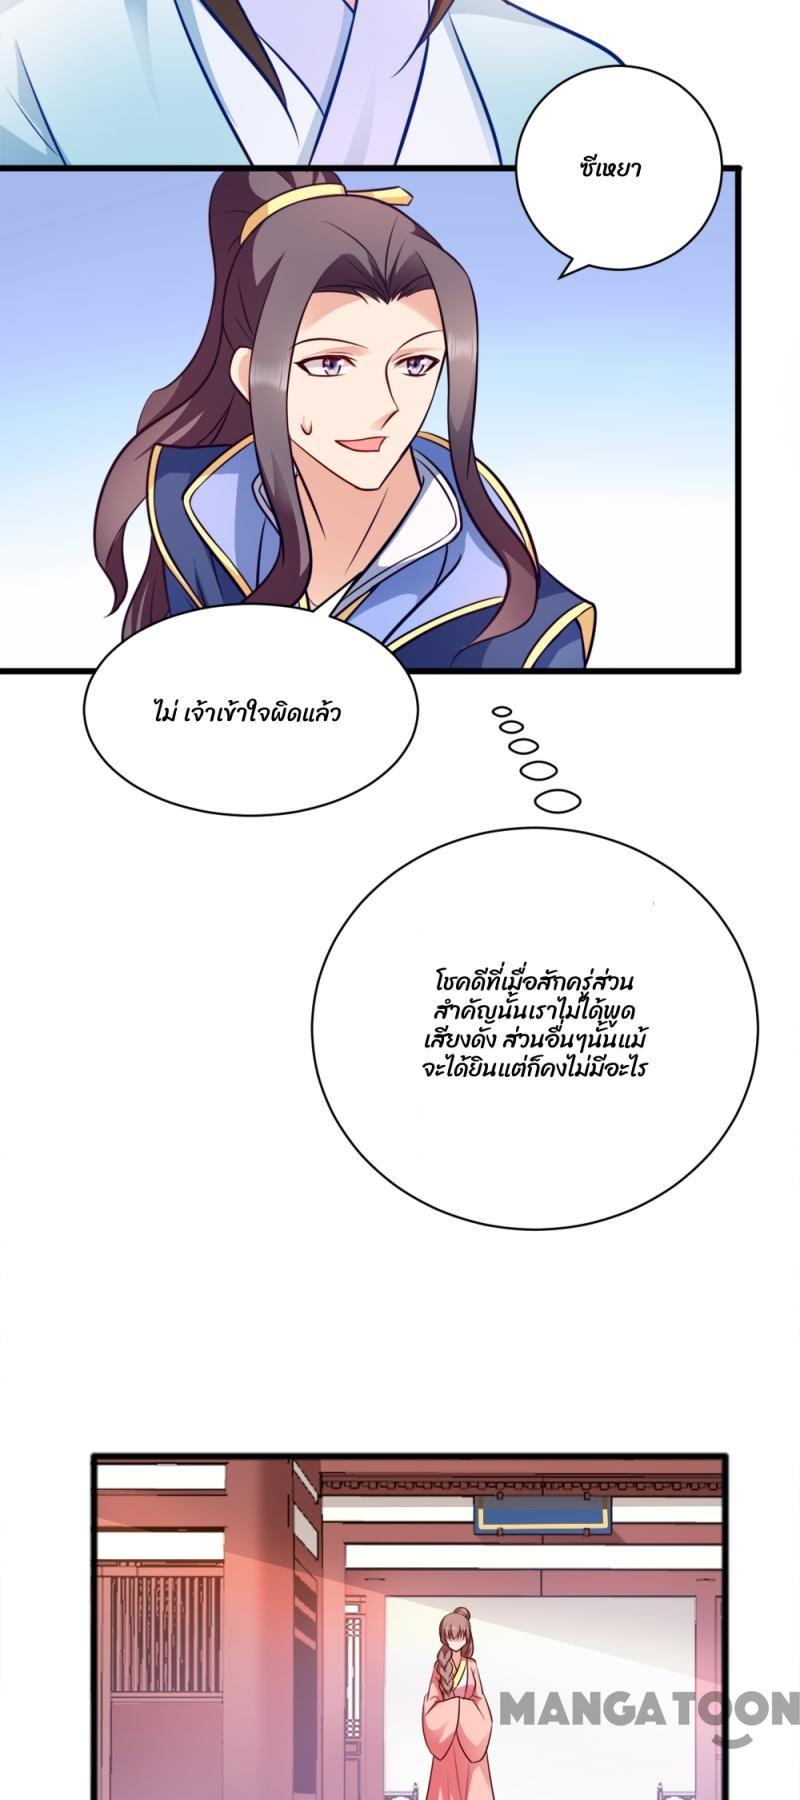 ซีเหยา
ไม่ เจ้าเข้าใจผิดแล้ว
โชคดีที่เมื่อสักครู่ส่วน
สำคัญนั้นเราไม่ได้พูด
เสียงดัง ส่วนอื่นๆนั้นแม้
จะได้ยินแต่ก็คงไม่มีอะไร
MANGATOON